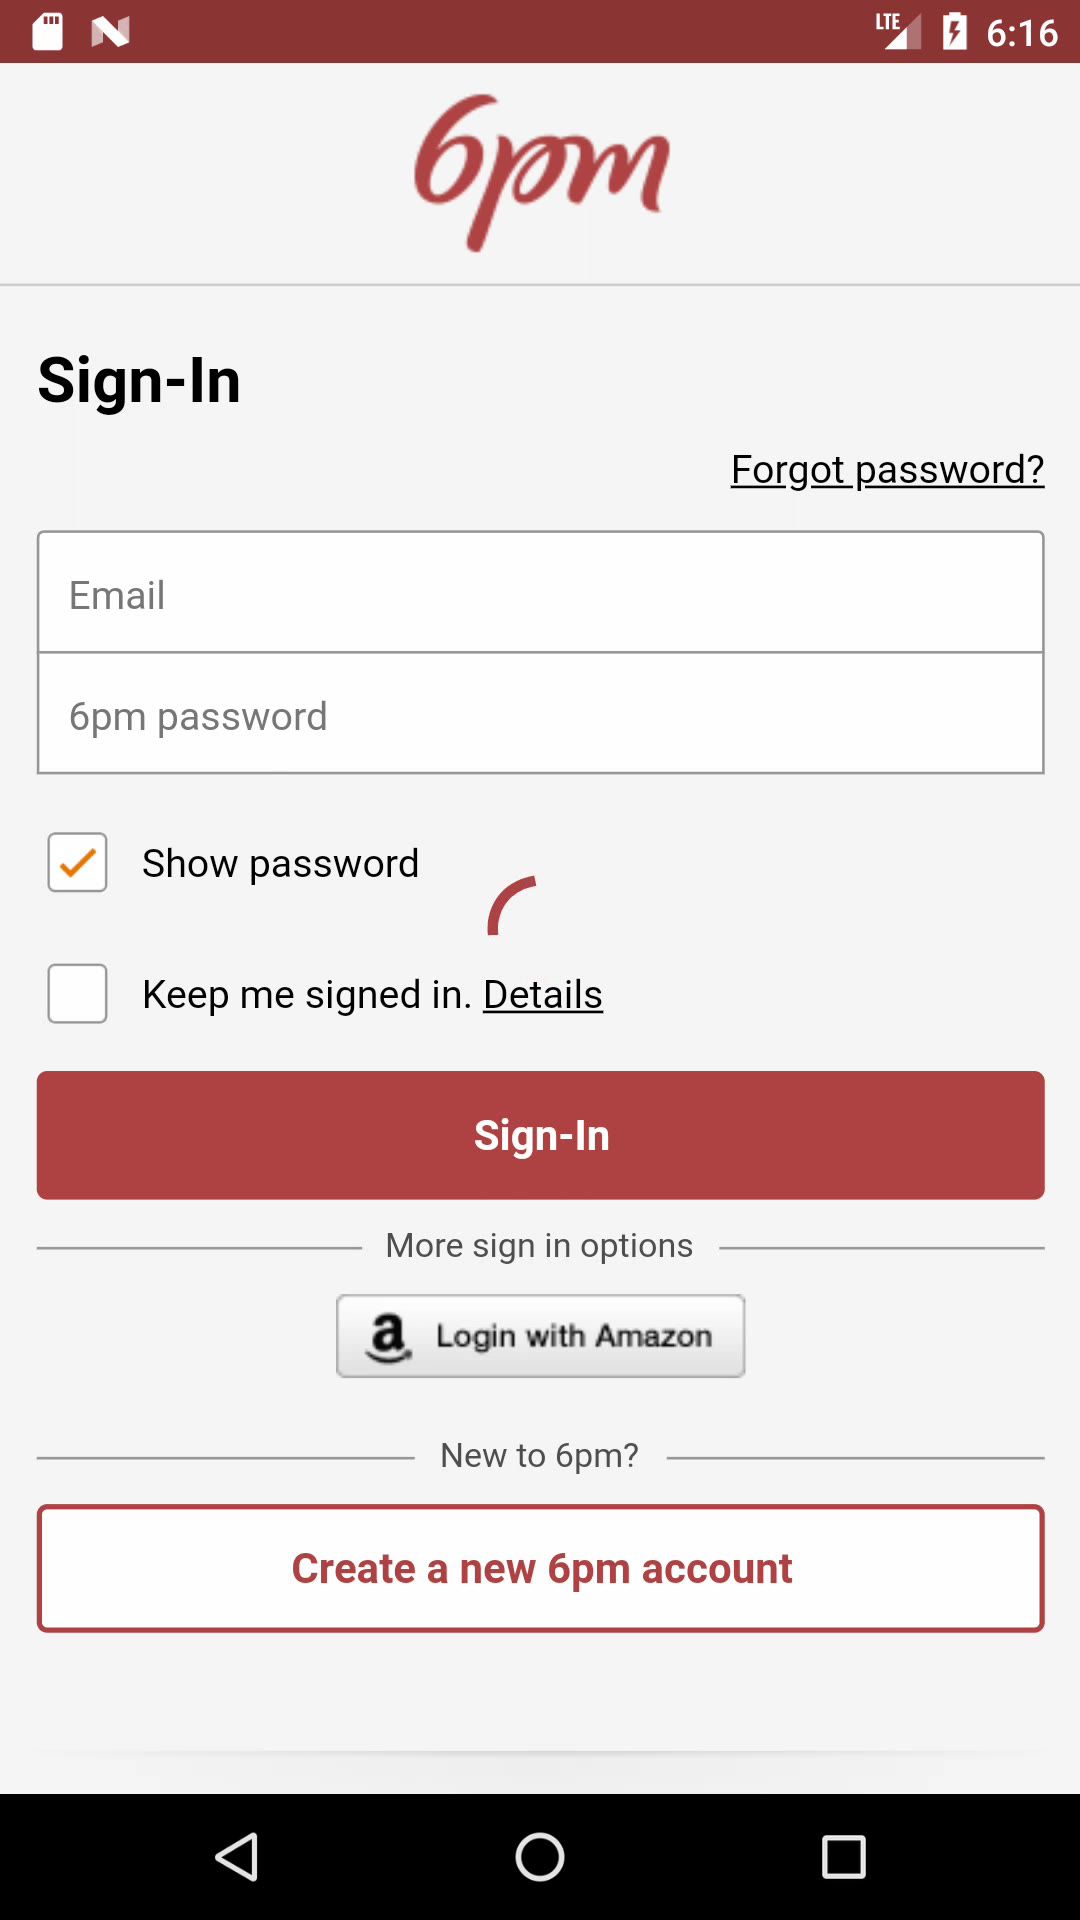 LTE 6:16
6pm
Sign-In
Forgot password?
Email
6pm password
Show password
Keep me signed in. Details
Sign-In
More sign in options
a Login with Amazon
New to 6pm?
Create a new 6pm account